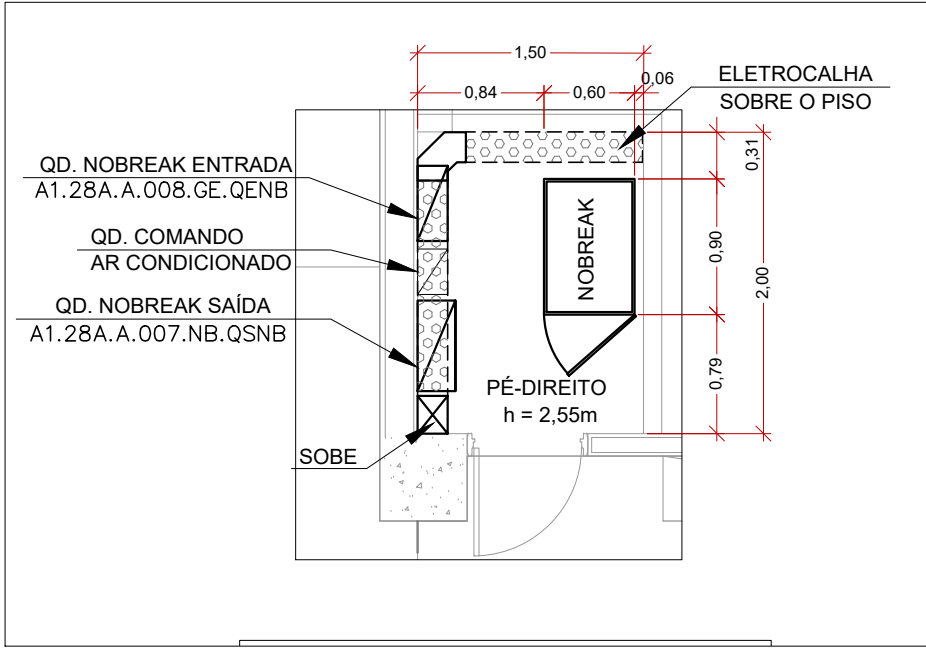 1,50
0,84
0,60
0,06
ELETROCALHA
SOBRE O PISO
0,31
QD. NOBREAK ENTRADA
A1.28A.A.008.GE.QENB
QD. COMANDO
AR CONDICIONADO
NOBREAK
0,90
2,00
QD. NOBREAK SAÍDA
A1.28A.A.007.NB.QSNB
0,79
PÉ-DIREITO
h = 2,55m
SOBE